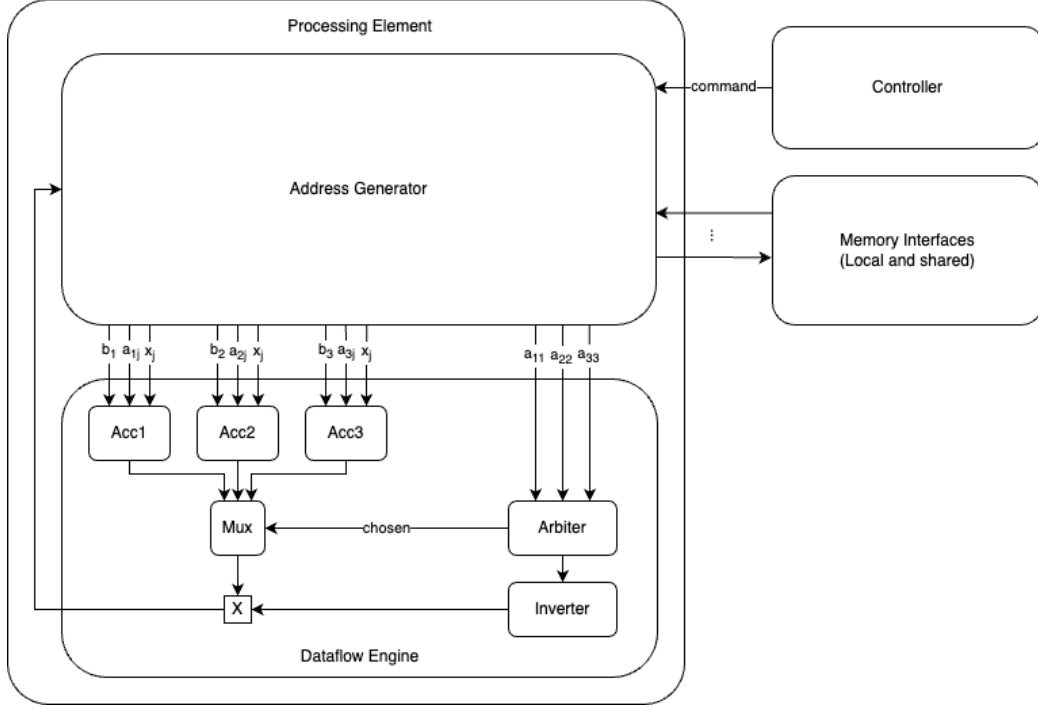 Processing Element
command
Controller
Address Generator
⋮
Memory Interfaces
(Local and shared)
b₁ a₁ⱼ xⱼ b₂ a₂ⱼ xⱼ b₃ a₃ⱼ xⱼ a₁₁ a₂₂ a₃₃
Acc1 Acc2 Acc3
Mux chosen Arbiter
X Inverter
Dataflow Engine